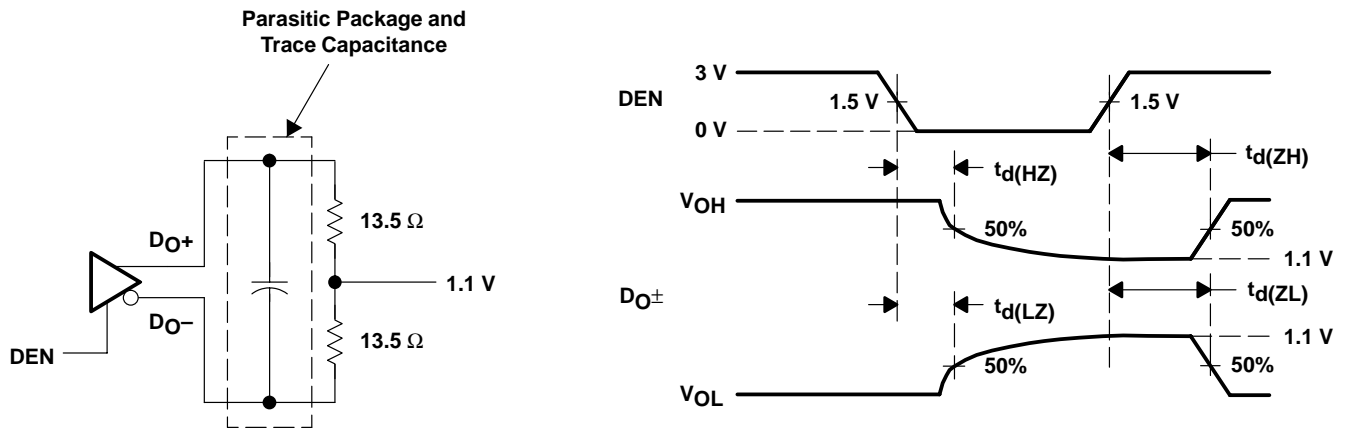 Parasitic Package and
Trace Capacitance
DO+
DO−
DEN
13.5 Ω
1.1 V
13.5 Ω
DEN
3 V
1.5 V
0 V
1.5 V
td(HZ)
td(ZH)
VOH
50%
50%
1.1 V
DO±
td(LZ)
td(ZL)
1.1 V
50%
50%
VOL